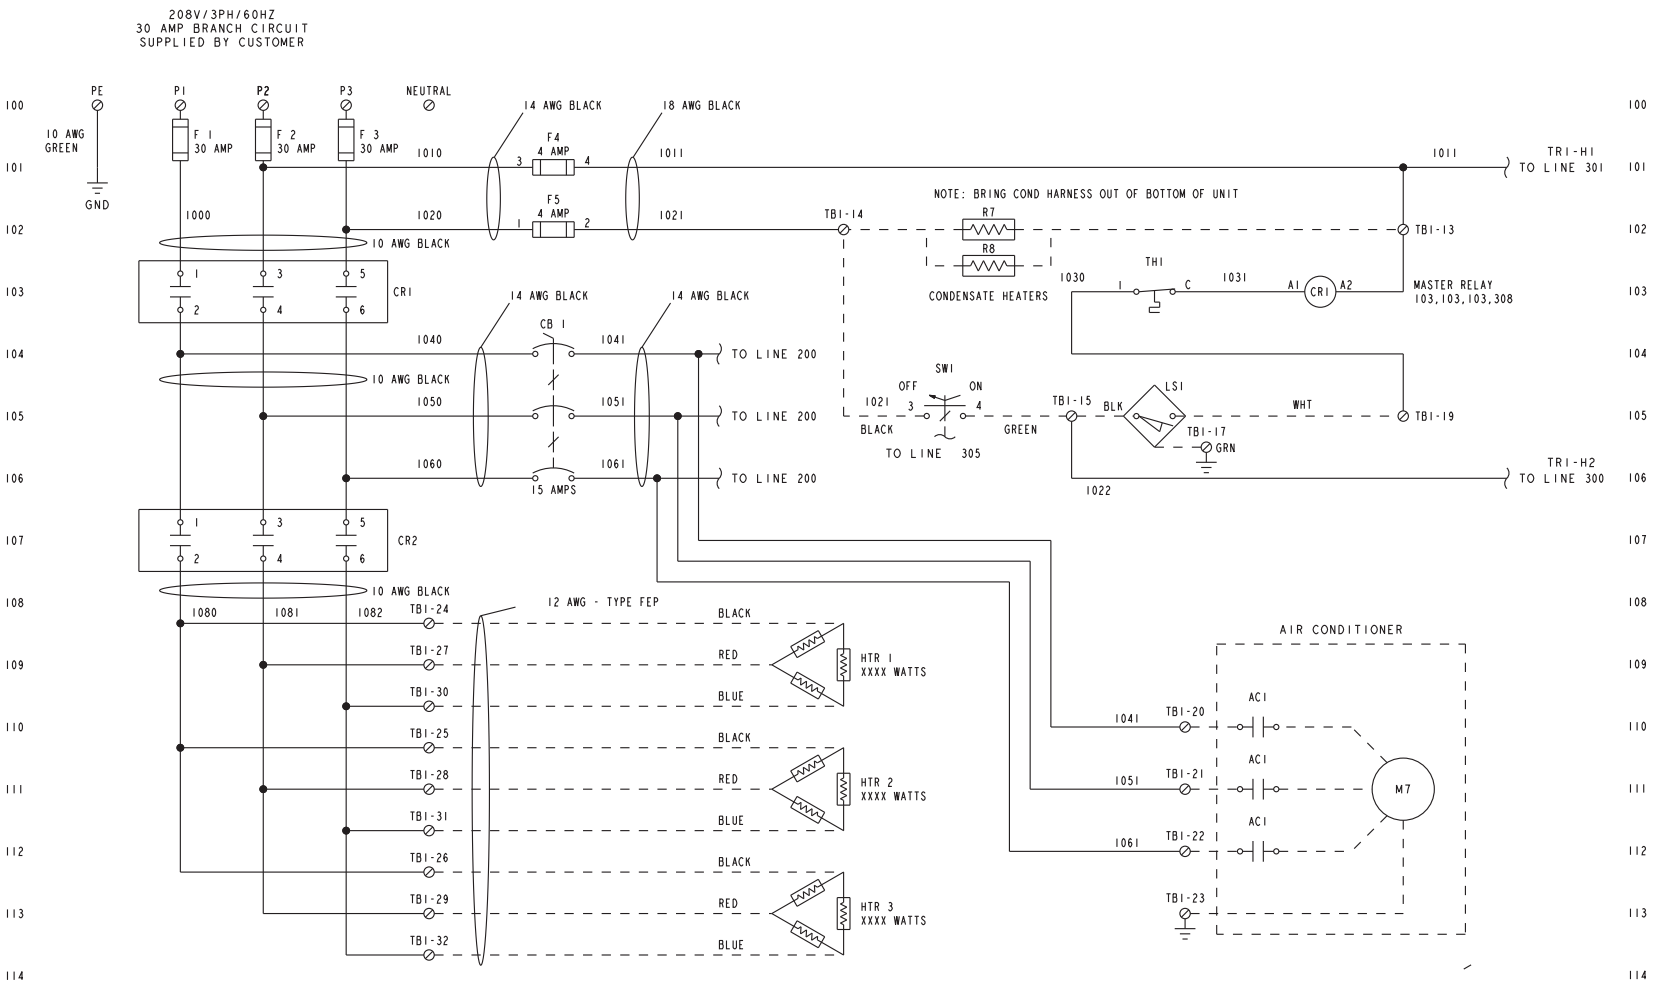 208V/3PH/60HZ
30 AMP BRANCH CIRCUIT
SUPPLIED BY CUSTOMER
PE
P1
P2
P3
NEUTRAL
100
14 AWG BLACK
18 AWG BLACK
100
10 AWG
GREEN
F 1
30 AMP
F 2
30 AMP
F 3
30 AMP
1010
3
F4
4 AMP
4
1011
1011
TR1-H1
TO LINE 301
101
101
GND
NOTE: BRING COND HARNESS OUT OF BOTTOM OF UNIT
1000
1020
1
F5
4 AMP
2
1021
TB1-14
R7
TB1-13
102
102
10 AWG BLACK
R8
CONDENSATE HEATERS
1030
TH1
1
C
1031
A1
CR1
A2
MASTER RELAY
103,103,103,308
103
1
3
5
2
4
6
CR1
103
14 AWG BLACK
14 AWG BLACK
CB 1
104
1040
1041
TO LINE 200
104
10 AWG BLACK
SW1
OFF
ON
LS1
105
1050
1051
TO LINE 200
1021
BLACK
3
4
GREEN
TB1-15
BLK
WHT
TB1-19
105
TB1-17
GRN
TO LINE 305
106
1060
1061
15 AMPS
TO LINE 200
1022
TR1-H2
TO LINE 300
106
107
1
3
5
2
4
6
CR2
107
10 AWG BLACK
108
108
1080
1081
1082
TB1-24
12 AWG - TYPE FEP
BLACK
AIR CONDITIONER
109
TB1-27
RED
HTR 1
XXXX WATTS
109
TB1-30
BLUE
AC1
110
TB1-25
BLACK
1041
TB1-20
110
AC1
111
TB1-28
RED
HTR 2
XXXX WATTS
1051
TB1-21
M7
111
TB1-31
BLUE
AC1
112
TB1-26
BLACK
1061
TB1-22
112
113
TB1-29
RED
HTR 3
XXXX WATTS
TB1-23
113
TB1-32
BLUE
114
114